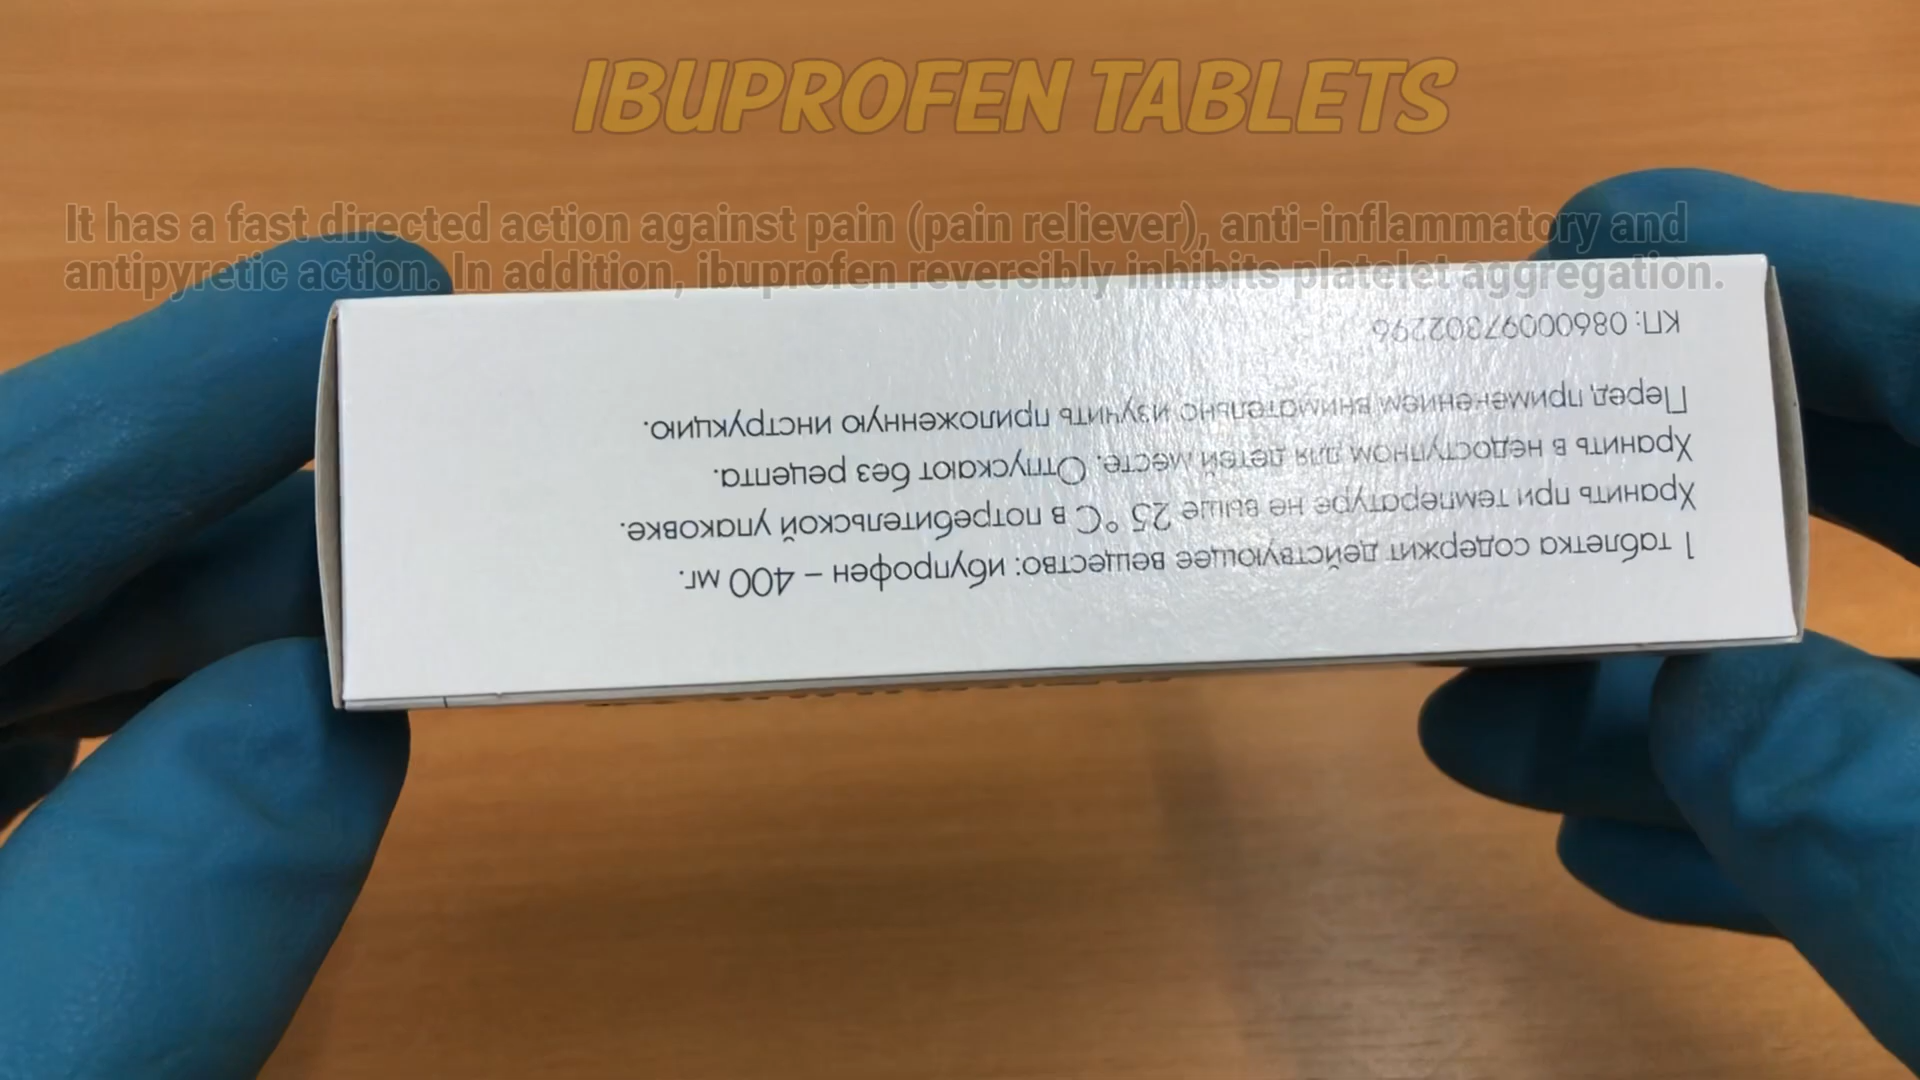 IBUPROFEN TABLETS
It has a fast directed action against pain (pain reliever), anti-inflammatory and
antipyretic action. In addition, ibuprofen reversibly inhibits platelet aggregation.
1 таблетка содержит действующее вещество: ибупрофен – 400 мг.
Хранить при температуре не выше 25 °C в потребительской упаковке.
Хранить в недоступном для детей месте. Отпускают без рецепта.
Перед применением внимательно изучить приложенную инструкцию.
КП: 08600097302296